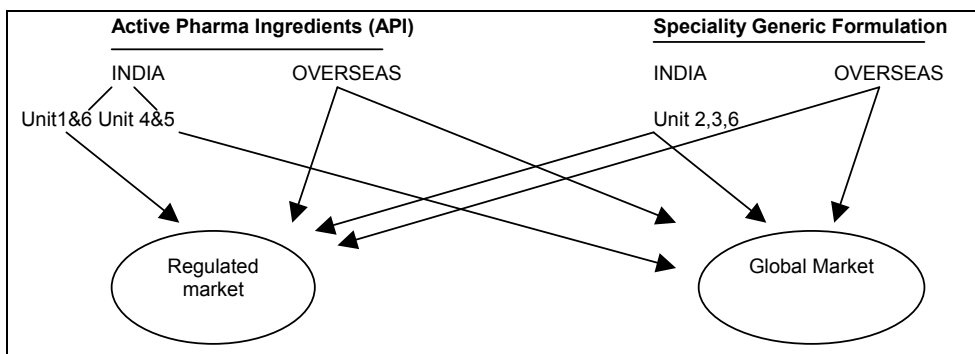 Active Pharma Ingredients (API) Speciality Generic Formulation
INDIA OVERSEAS INDIA OVERSEAS
Unit1&6 Unit 4&5 Unit 2,3,6
Regulated
market
Global Market